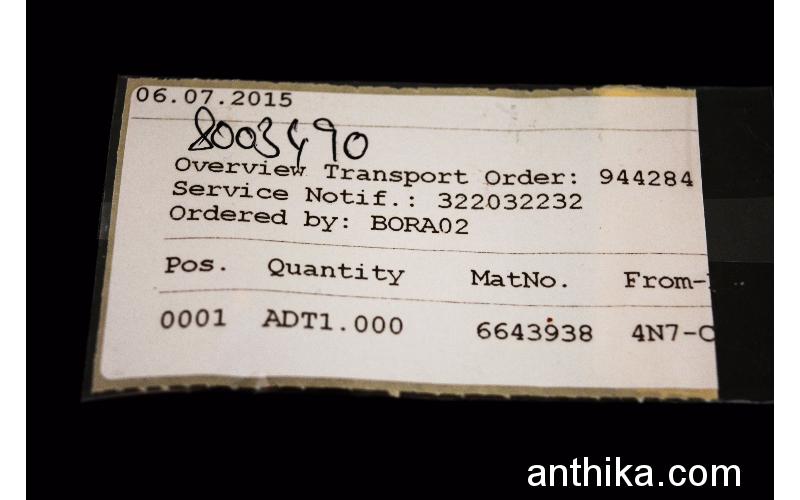 06.07.2015
8003490
Overview Transport Order: 944284
Service Notif.: 322032232
Ordered by: BORA02
Pos. Quantity MatNo. From-
0001 ADT1.000 6643938 4N7-
anthika.com